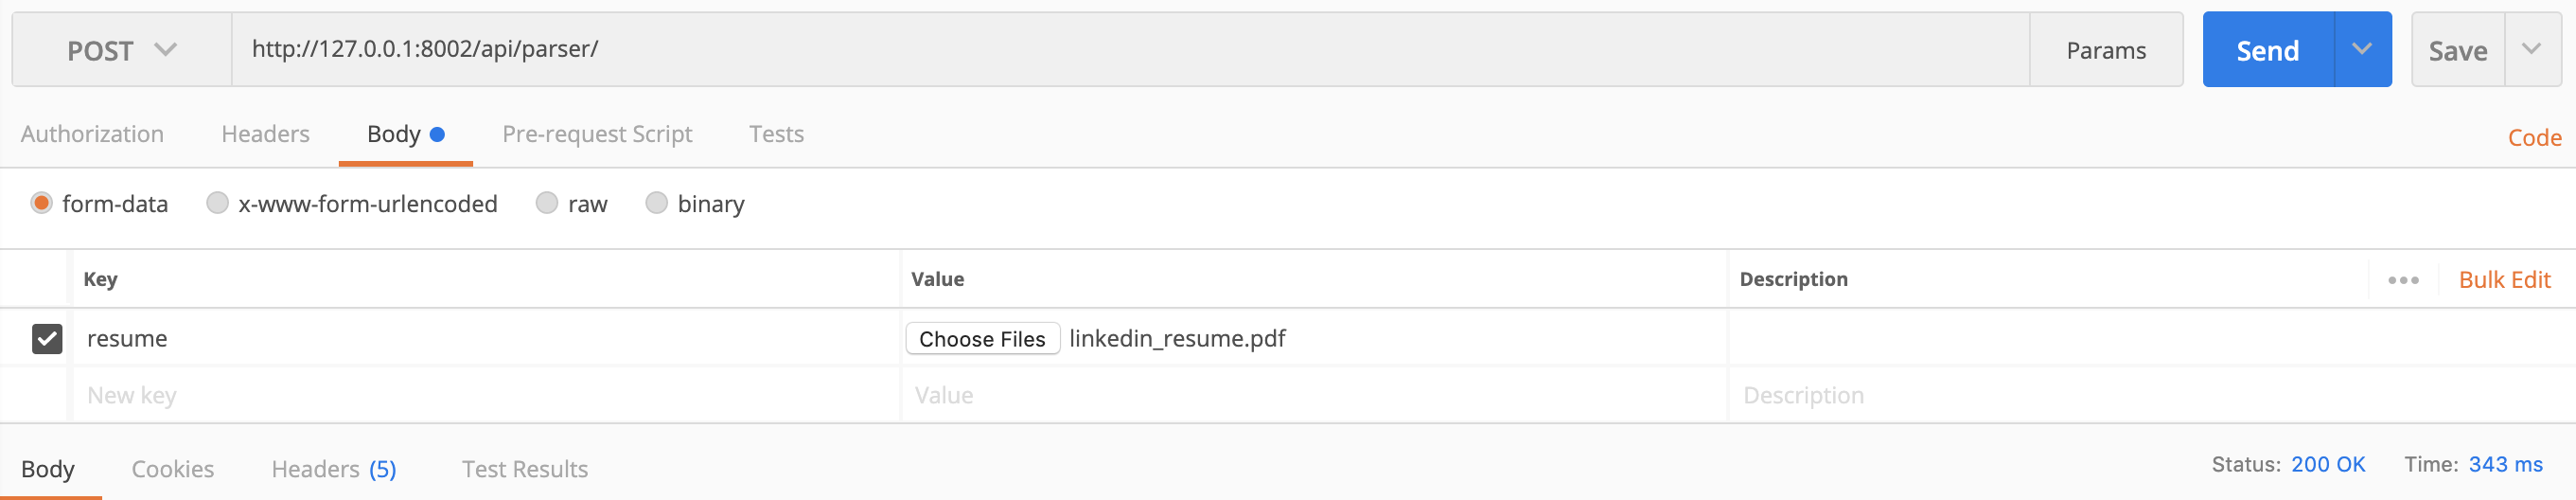 POST http://127.0.0.1:8002/api/parser/ Params Send Save
Authorization Headers Body Pre-request Script Tests Code
form-data x-www-form-urlencoded raw binary
Key Value Description ••• Bulk Edit
resume Choose Files linkedin_resume.pdf
New key Value Description
Body Cookies Headers (5) Test Results Status: 200 OK Time: 343 ms